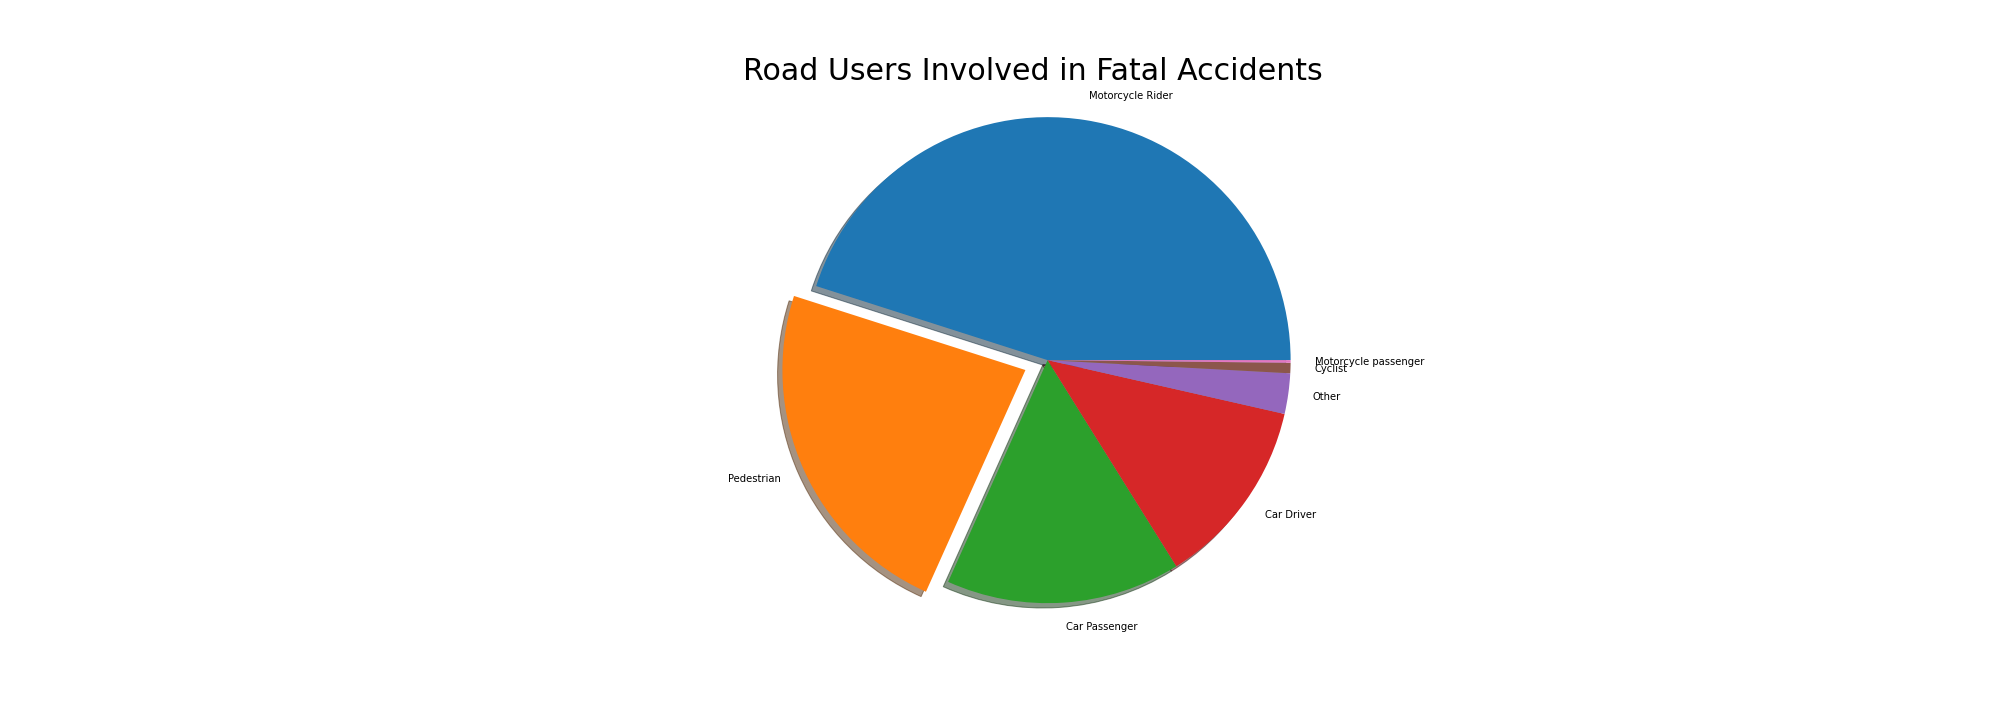 Road Users Involved in Fatal Accidents
Motorcycle Rider
Motorcycle passenger
Cyclist
Other
Pedestrian
Car Driver
Car Passenger